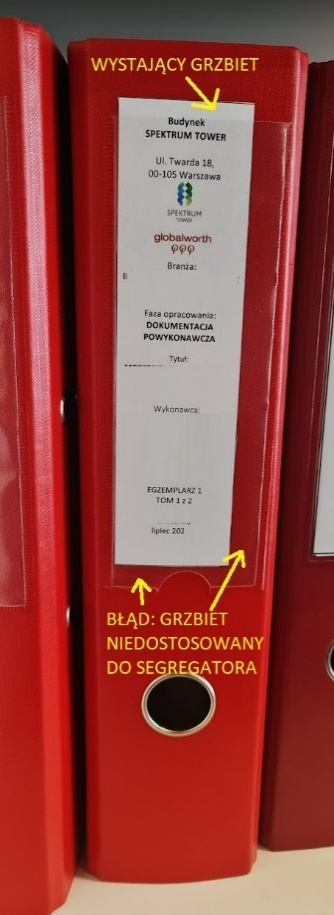 WYSTAJĄCY GRZBIET
Budynek
SPEKTRUM TOWER
Ul. Twarda 18,
00-105 Warszawa
SPEKTRUM
TOWER
globalworth
Branża:
Faza opracowania:
DOKUMENTACJA
POWYKONAWCZA
Tytuł:
Wykonawca:
EGZEMPLARZ 1
TOM 1 z 2
lipiec 202
BŁĄD: GRZBIET
NIEDOSTOSOWANY
DO SEGREGATORA